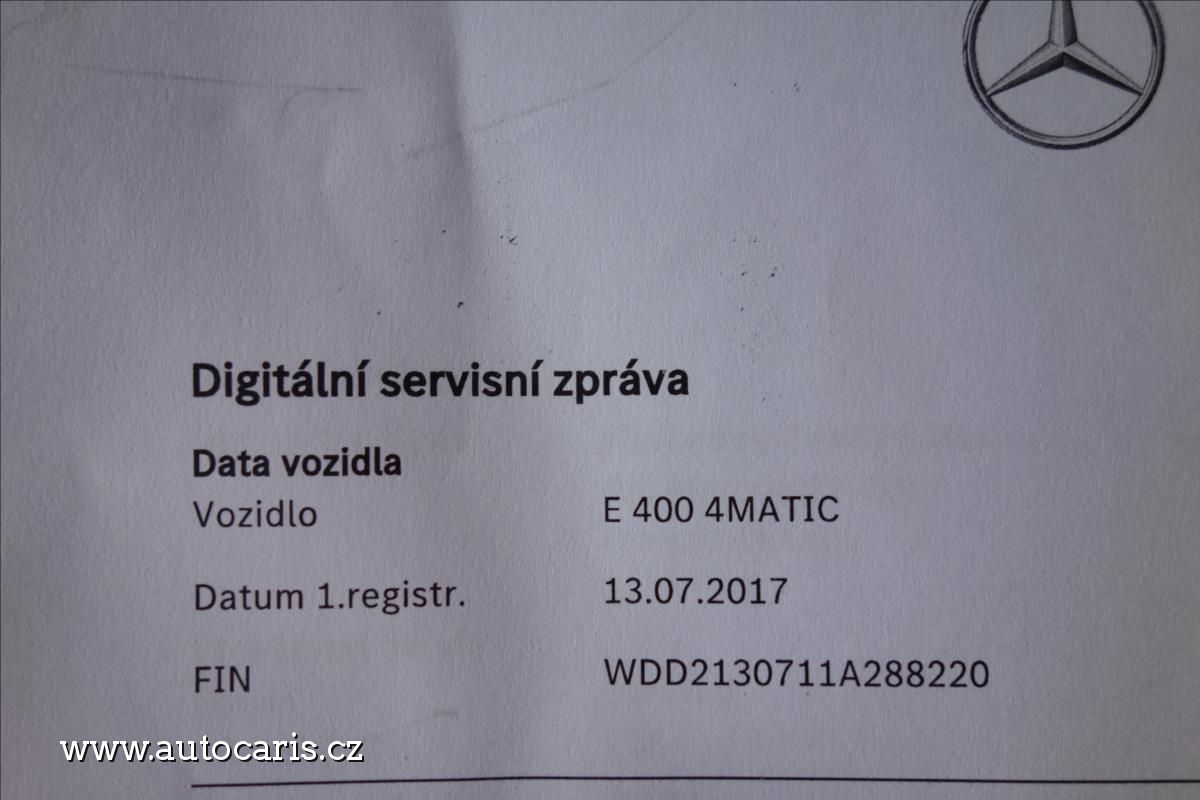 Digitální servisní zpráva
Data vozidla
Vozidlo E 400 4MATIC
Datum 1.registr. 13.07.2017
FIN WDD2130711A288220
www.autocaris.cz